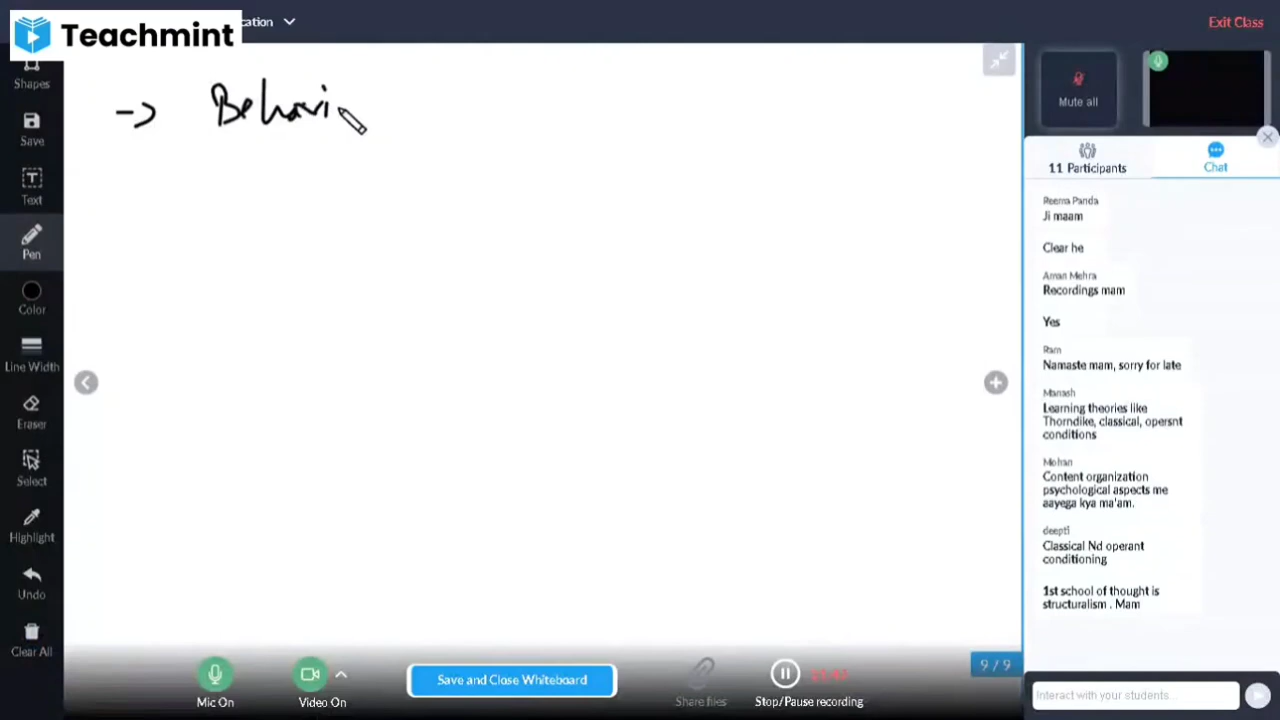 Teachmint
cation
Exit Class
Shapes
Save
Text
Pen
Color
Line Width
Eraser
Select
Highlight
Undo
Clear All
-> Behavi
Mute all
11 Participants
Chat
Reema Panda
Ji maam
Clear he
Aman Mehra
Recordings mam
Yes
Ram
Namaste mam, sorry for late
Manash
Learning theories like
Thorndike, classical, opersnt
conditions
Mohan
Content organization
psychological aspects me
aayega kya ma'am.
deepti
Classical Nd operant
conditioning
1st school of thought is
structuralism . Mam
9 / 9
Mic On
Video On
Save and Close Whiteboard
Share files
Stop/Pause recording
Interact with your students...